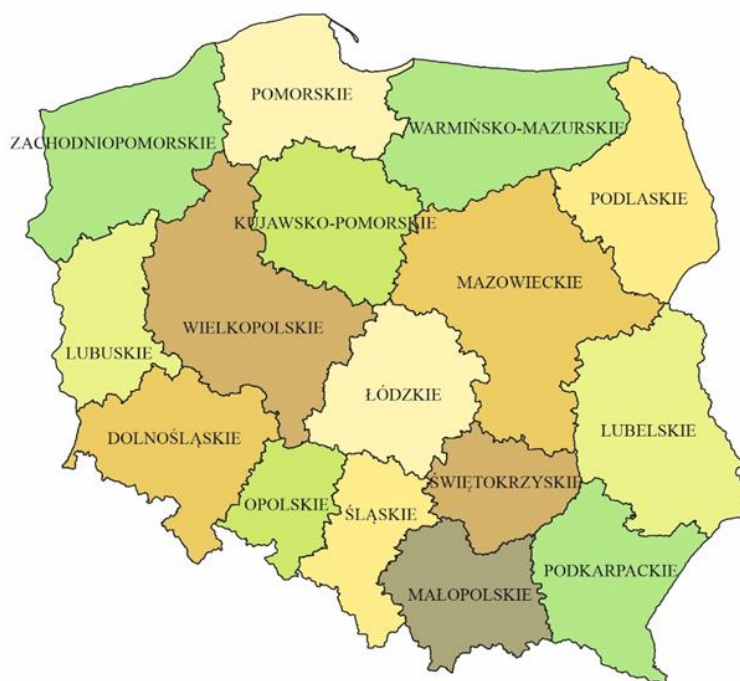 POMORSKIE
WARMIŃSKO-MAZURSKIE
ZACHODNIOPOMORSKIE
PODLASKIE
KUJAWSKO-POMORSKIE
MAZOWIECKIE
WIELKOPOLSKIE
LUBUSKIE
ŁÓDZKIE
LUBELSKIE
DOLNOŚLĄSKIE
ŚWIĘTOKRZYSKIE
OPOLSKIE
ŚLĄSKIE
PODKARPACKIE
MAŁOPOLSKIE